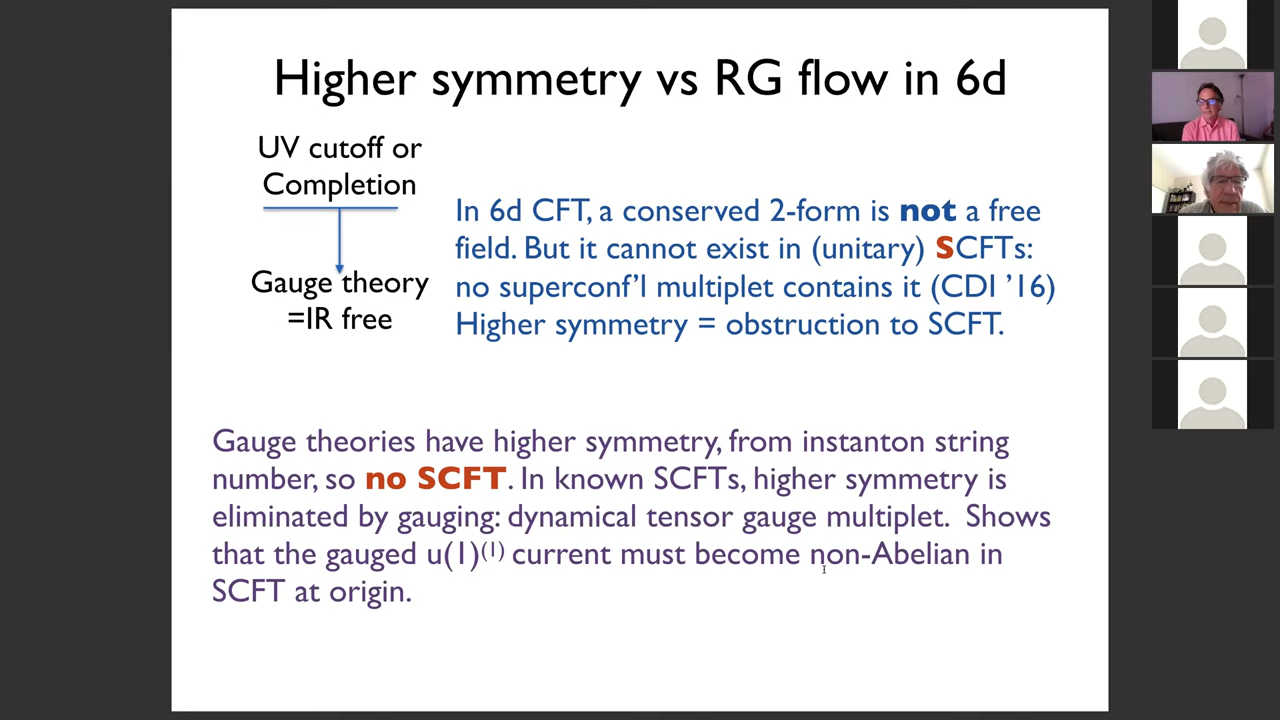 Higher symmetry vs RG flow in 6d
UV cutoff or
Completion
Gauge theory
=IR free
In 6d CFT, a conserved 2-form is not a free
field. But it cannot exist in (unitary) SCFTs:
no superconf’l multiplet contains it (CDI ’16)
Higher symmetry = obstruction to SCFT.
Gauge theories have higher symmetry, from instanton string
number, so no SCFT. In known SCFTs, higher symmetry is
eliminated by gauging: dynamical tensor gauge multiplet. Shows
that the gauged u(1)⁽¹⁾ current must become non-Abelian in
SCFT at origin.